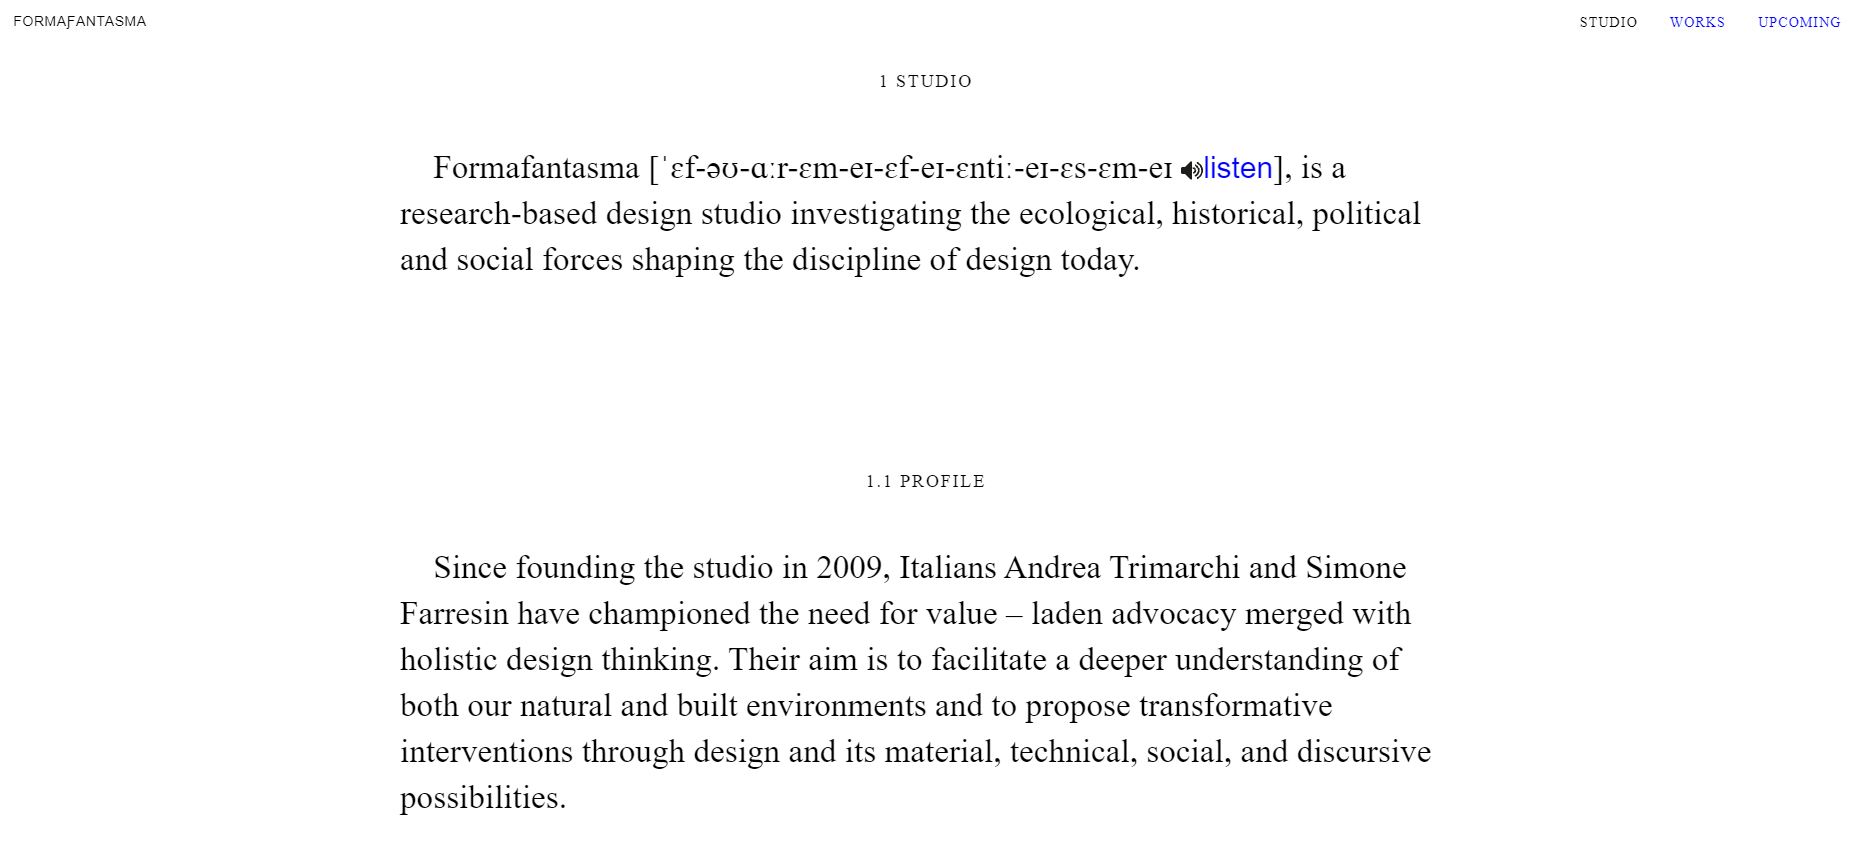 FORMAƑANTASMA
STUDIO WORKS UPCOMING
1 STUDIO
Formafantasma [ˈɛf-əʊ-ɑːr-ɛm-eɪ-ɛf-eɪ-ɛntiː-eɪ-ɛs-ɛm-eɪ listen], is a
research-based design studio investigating the ecological, historical, political
and social forces shaping the discipline of design today.
1.1 PROFILE
Since founding the studio in 2009, Italians Andrea Trimarchi and Simone
Farresin have championed the need for value – laden advocacy merged with
holistic design thinking. Their aim is to facilitate a deeper understanding of
both our natural and built environments and to propose transformative
interventions through design and its material, technical, social, and discursive
possibilities.